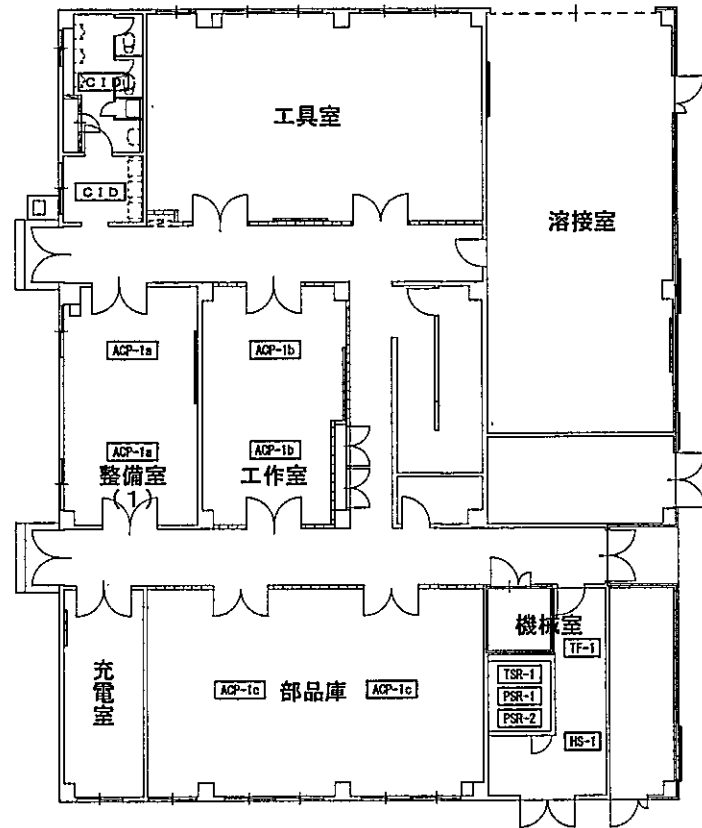 CID
工具室
CID
溶接室
ACP-1a
ACP-1b
ACP-1a
ACP-1b
整備室
(1)
工作室
機械室
TF-1
充電室
ACP-1c
部品庫
ACP-1c
TSR-1
PSR-1
PSR-2
HS-1